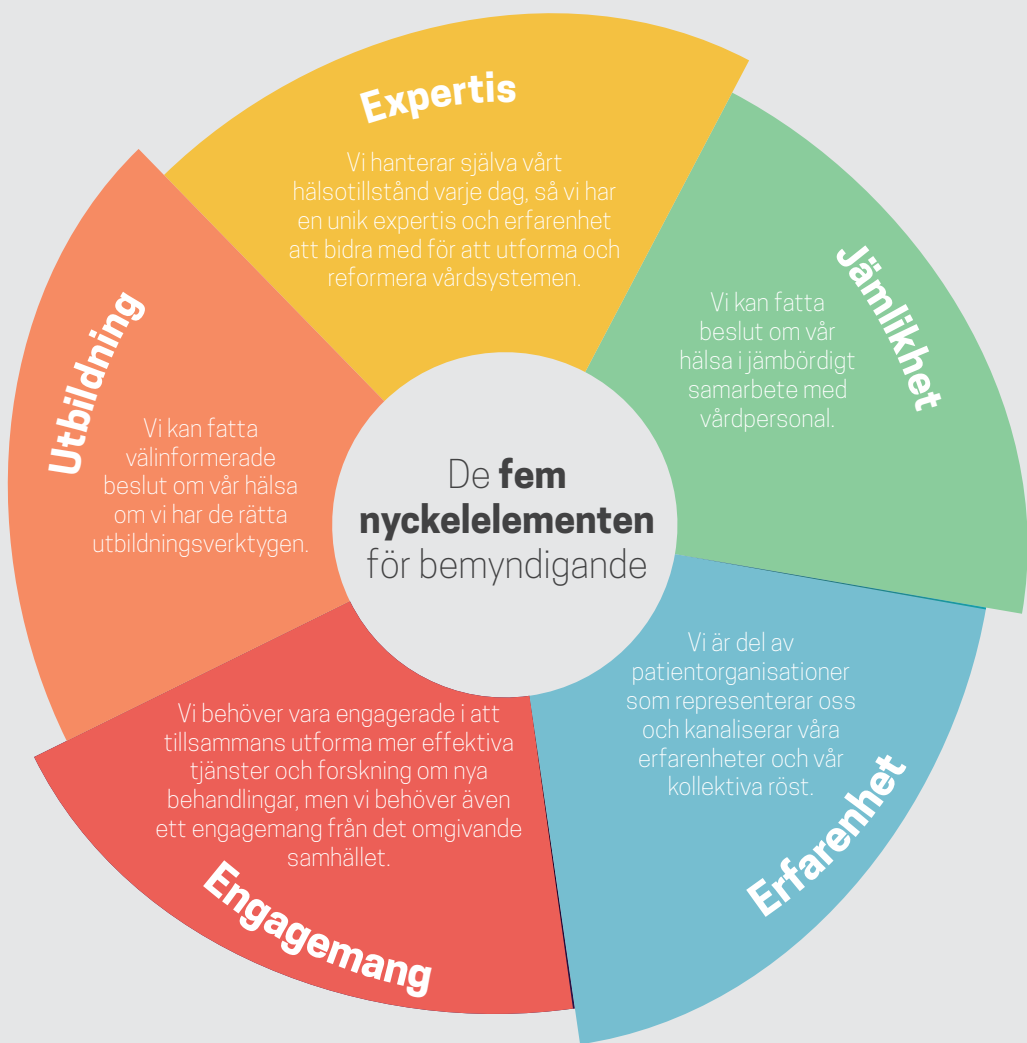 Expertis
Vi hanterar själva vårt
hälsotillstånd varje dag, så vi har
en unik expertis och erfarenhet
att bidra med för att utforma och
reformera vårdsystemen.
Jämlikhet
Vi kan fatta
beslut om vår
hälsa i jämbördigt
samarbete med
vårdpersonal.
Utbildning
Vi kan fatta
välinformerade
beslut om vår hälsa
om vi har de rätta
utbildningsverktygen.
De fem
nyckelelementen
för bemyndigande
Vi är del av
patientorganisationer
som representerar oss
och kanaliserar våra
erfarenheter och vår
kollektiva röst.
Erfarenhet
Vi behöver vara engagerade i att
tillsammans utforma mer effektiva
tjänster och forskning om nya
behandlingar, men vi behöver även
ett engagemang från det omgivande
samhället.
Engagemang